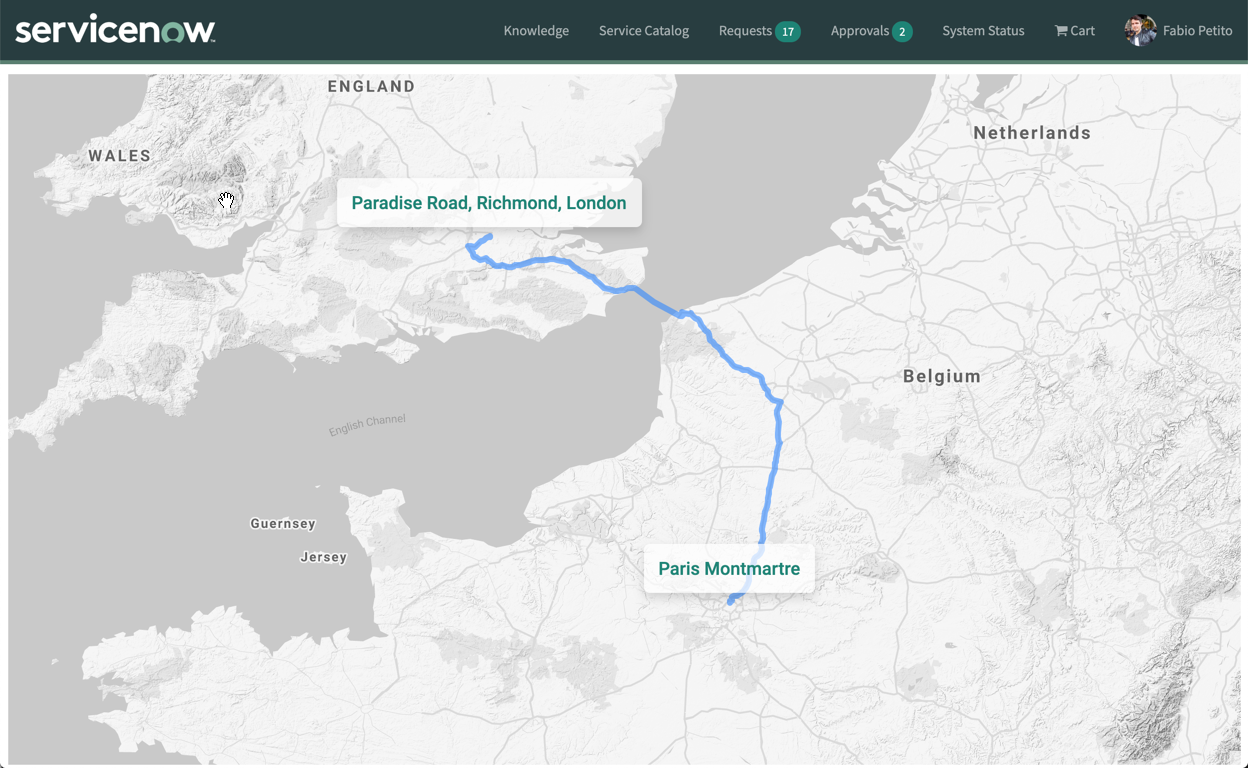 servicenow™
Knowledge Service Catalog Requests 17 Approvals 2 System Status Cart Fabio Petito
ENGLAND
Netherlands
WALES
Paradise Road, Richmond, London
Belgium
English Channel
Guernsey
Jersey
Paris Montmartre